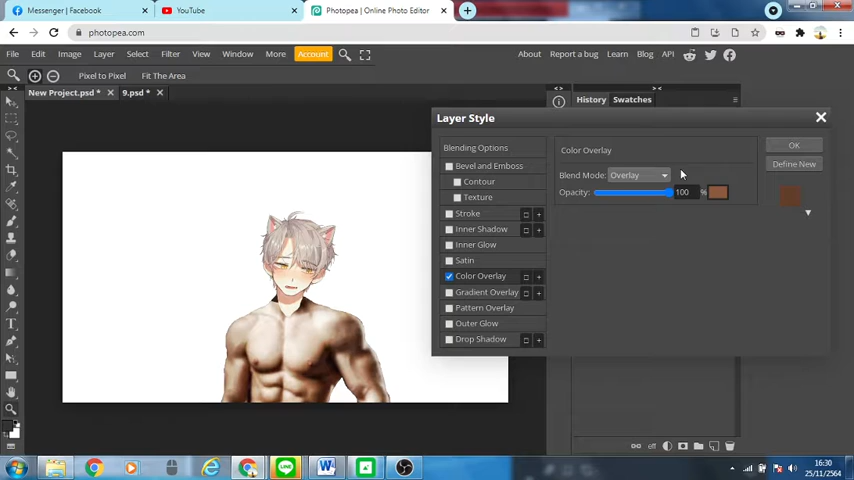 Messenger | Facebook
YouTube
Photopea | Online Photo Editor
photopea.com
File Edit Image Layer Select Filter View Window More Account
About Report a bug Learn Blog API
Pixel to Pixel Fit The Area
New Project.psd * 9.psd *
History Swatches
Layer Style
Blending Options
Color Overlay
OK
Bevel and Emboss
Blend Mode: Overlay
Define New
Contour
Opacity: 100 %
Texture
Stroke
Inner Shadow
Inner Glow
Satin
Color Overlay
Gradient Overlay
Pattern Overlay
Outer Glow
Drop Shadow
16:30
25/11/2564